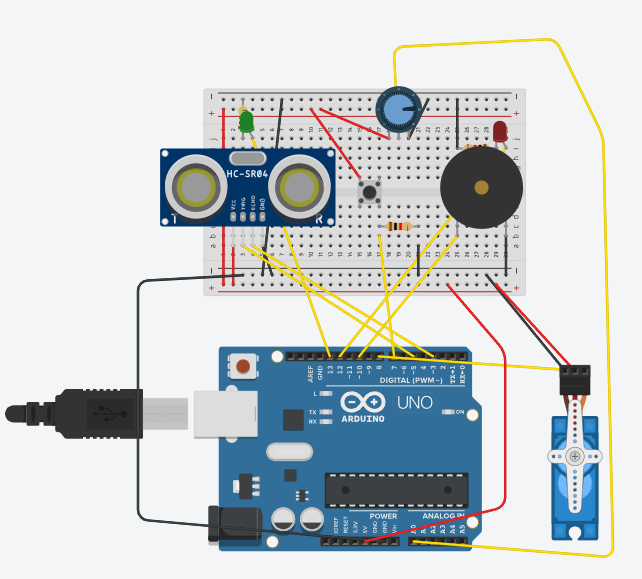 HC-SR04
VCC
TRIG
ECHO
GND
T
R
AREF
GND
13
12
~11
~10
~9
8
7
~6
~5
4
~3
2
TX→1
RX←0
DIGITAL (PWM~)
L
TX
RX
ARDUINO
UNO
ON
POWER
ANALOG IN
IOREF
RESET
3.3V
5V
GND
GND
Vin
A0
A1
A2
A3
A4
A5